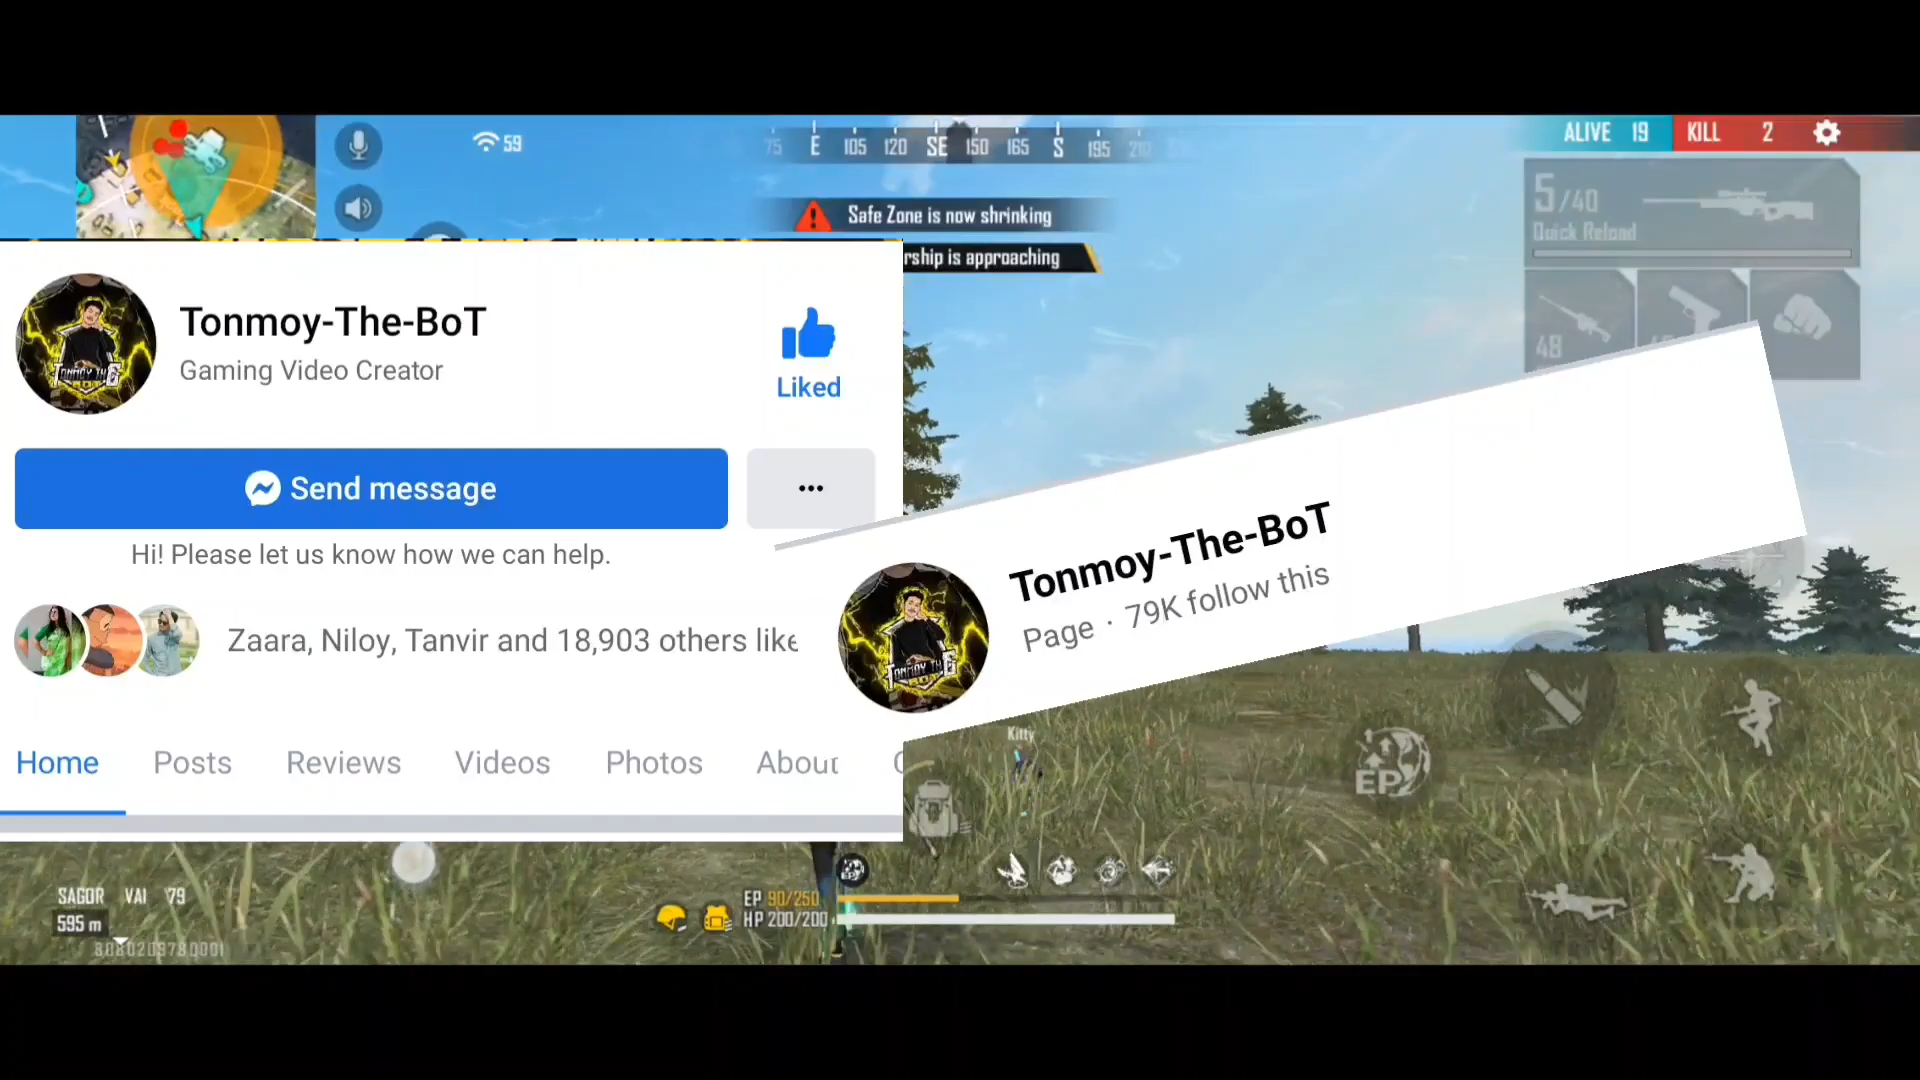 59
E 105 120 SE 150 165 S 195
ALIVE 19 KILL 2
Safe Zone is now shrinking
rship is approaching
5/40
Quick Reload
48
Tonmoy-The-BoT
Gaming Video Creator
Liked
Send message
Hi! Please let us know how we can help.
Zaara, Niloy, Tanvir and 18,903 others like
Home Posts Reviews Videos Photos About
Tonmoy-The-BoT
Page · 79K follow this
Kitty
EP
SAGOR VAI 79
595 m
EP 90/250
HP 200/200